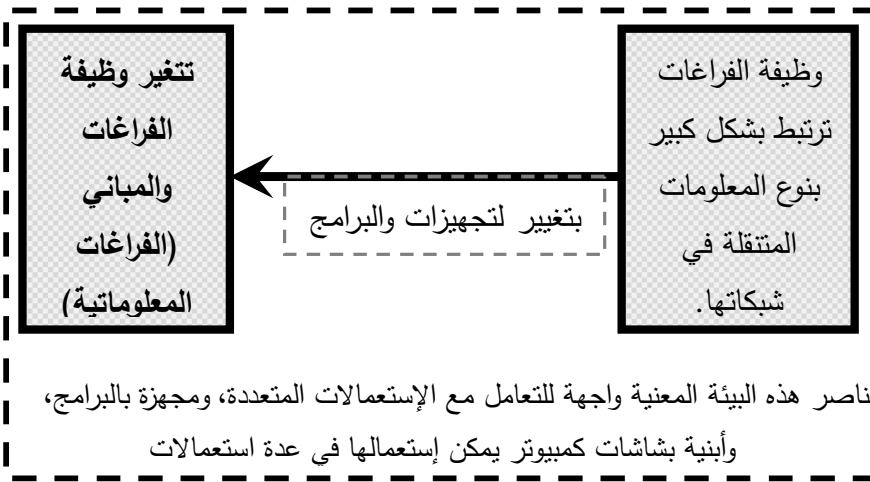 وظيفة الفراغات
ترتبط بشكل كبير
بنوع المعلومات
المتنقلة في
شبكاتها.
بتغيير لتجهيزات والبرامج
تتغير وظيفة
الفراغات
والمباني
(الفراغات
المعلوماتية)
ناصر هذه البيئة المعنية واجهة للتعامل مع الإستعمالات المتعددة، ومجهزة بالبرامج،
وأبنية بشاشات كمبيوتر يمكن إستعمالها في عدة استعمالات